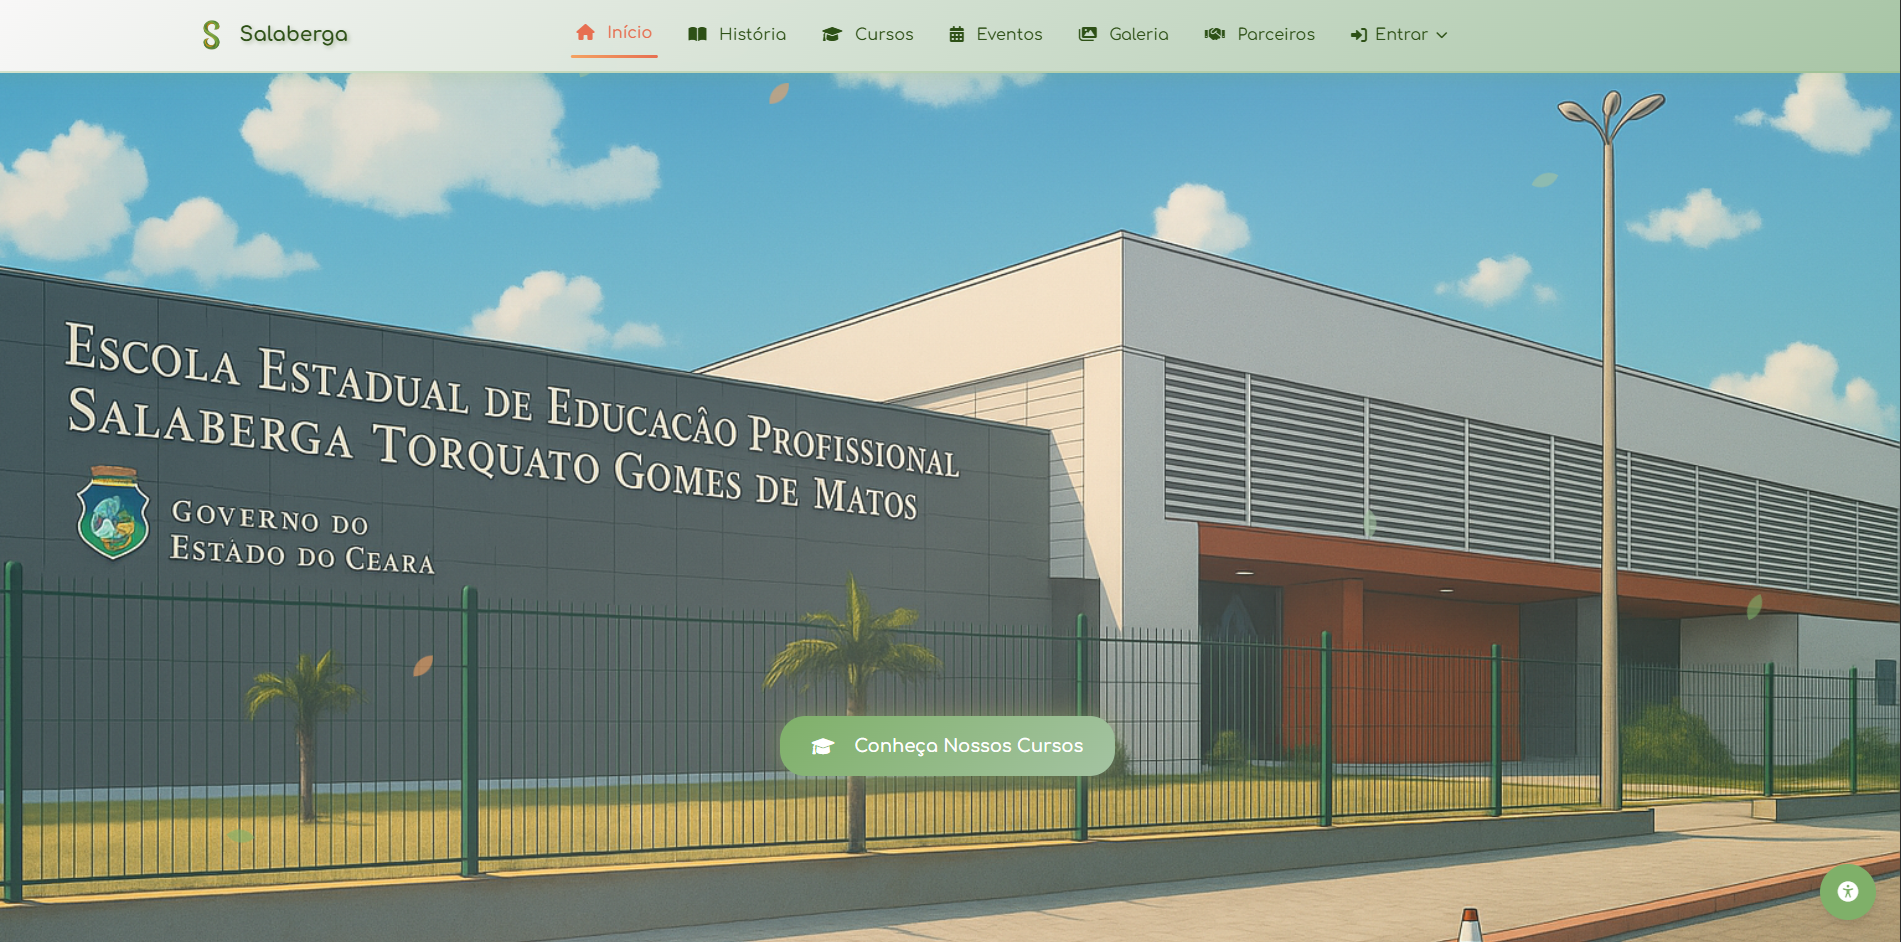 Salaberga
Início
História
Cursos
Eventos
Galeria
Parceiros
Entrar
ESCOLA ESTADUAL DE EDUCACÂO PROFISSIONAL
SALABERGA TORQUATO GOMES DE MATOS
GOVERNO DO
ESTÁDO DO CEARA
Conheça Nossos Cursos